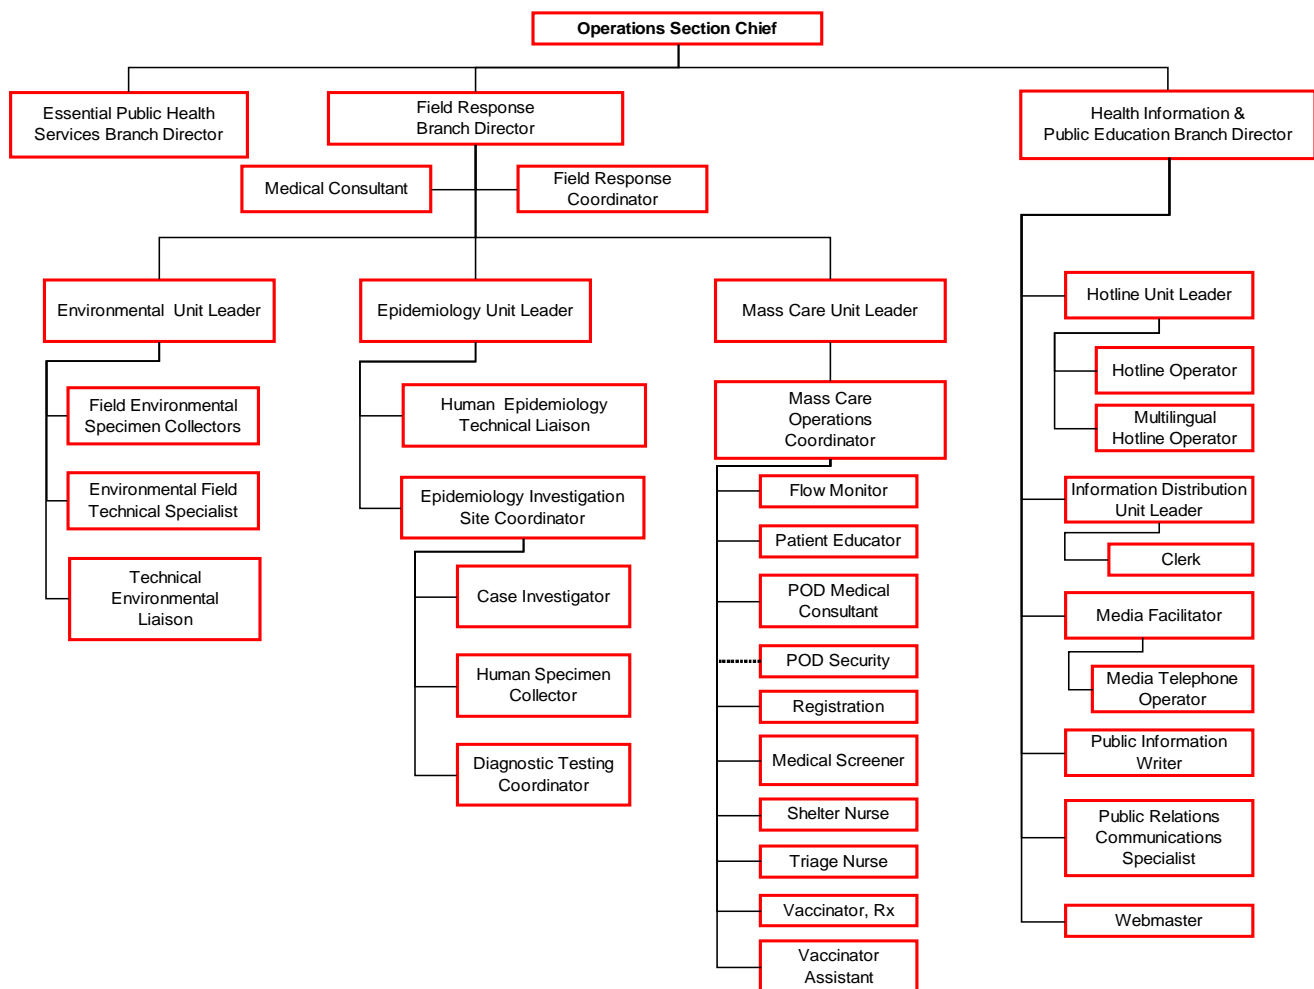 Operations Section Chief
Essential Public Health
Services Branch Director
Field Response
Branch Director
Health Information &
Public Education Branch Director
Medical Consultant
Field Response
Coordinator
Environmental Unit Leader
Field Environmental
Specimen Collectors
Environmental Field
Technical Specialist
Technical
Environmental
Liaison
Epidemiology Unit Leader
Human Epidemiology
Technical Liaison
Epidemiology Investigation
Site Coordinator
Case Investigator
Human Specimen
Collector
Diagnostic Testing
Coordinator
Mass Care Unit Leader
Mass Care
Operations
Coordinator
Flow Monitor
Patient Educator
POD Medical
Consultant
POD Security
Registration
Medical Screener
Shelter Nurse
Triage Nurse
Vaccinator, Rx
Vaccinator
Assistant
Hotline Unit Leader
Hotline Operator
Multilingual
Hotline Operator
Information Distribution
Unit Leader
Clerk
Media Facilitator
Media Telephone
Operator
Public Information
Writer
Public Relations
Communications
Specialist
Webmaster